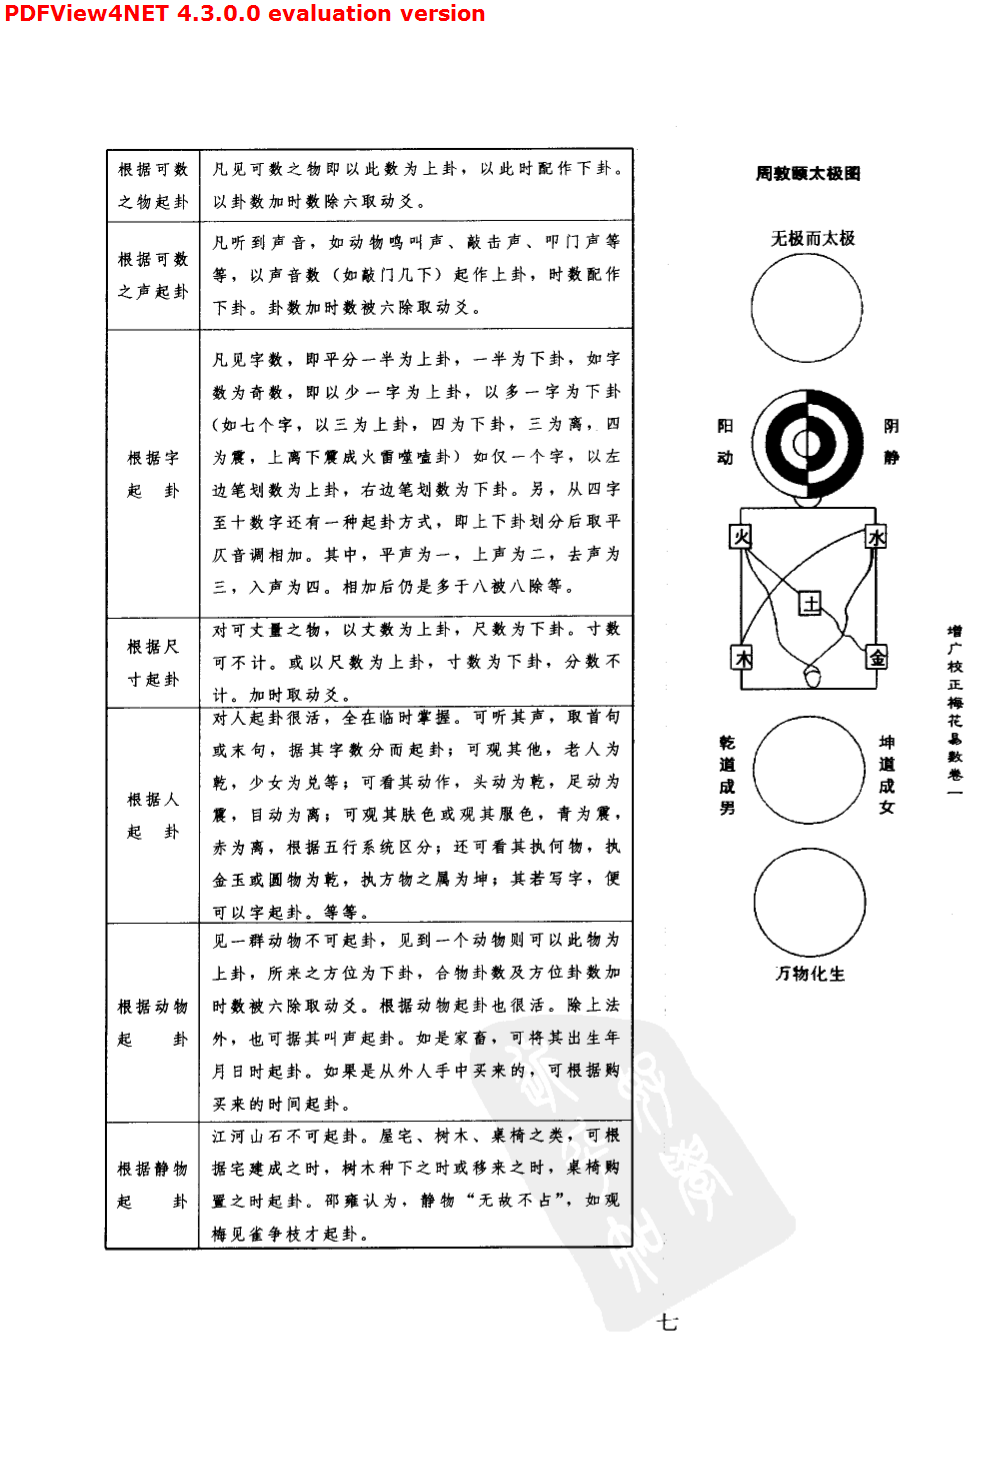 PDFView4NET 4.3.0.0 evaluation version
根据可数
之物起卦
凡见可数之物即以此数为上卦，以此时配作下卦。
以卦数加时数除六取动爻。
根据可数
之声起卦
凡听到声音，如动物鸣叫声、敲击声、叩门声等
等，以声音数（如敲门几下）起作上卦，时数配作
下卦。卦数加时数被六除取动爻。
根据字
起 卦
凡见字数，即平分一半为上卦，一半为下卦，如字
数为奇数，即以少一字为上卦，以多一字为下卦
(如七个字，以三为上卦，四为下卦，三为离，四
为震，上离下震成火雷噬嗑卦）如仅一个字，以左
边笔划数为上卦，右边笔划数为下卦。另，从四字
至十数字还有一种起卦方式，即上下卦划分后取平
仄音调相加。其中，平声为一，上声为二，去声为
三，入声为四。相加后仍是多于八被八除等。
根据尺
寸起卦
对可丈量之物，以丈数为上卦，尺数为下卦。寸数
可不计。或以尺数为上卦，寸数为下卦，分数不
计。加时取动爻。
根据人
起 卦
对人起卦很活，全在临时掌握。可听其声，取首句
或末句，据其字数分而起卦；可观其他，老人为
乾，少女为兑等；可看其动作，头动为乾，足动为
震，目动为离；可观其肤色或观其服色，青为震，
赤为离，根据五行系统区分；还可看其执何物，执
金玉或圆物为乾，执方物之属为坤；其若写字，便
可以字起卦。等等。
根据动物
起 卦
见一群动物不可起卦，见到一个动物则可以此物为
上卦，所来之方位为下卦，合物卦数及方位卦数加
时数被六除取动爻。根据动物起卦也很活。除上法
外，也可据其叫声起卦。如是家畜，可将其出生年
月日时起卦。如果是从外人手中买来的，可根据购
买来的时间起卦。
根据静物
起 卦
江河山石不可起卦。屋宅、树木、桌椅之类，可根
据宅建成之时，树木种下之时或移来之时，桌椅购
置之时起卦。邵雍认为，静物“无故不占”，如观
梅见雀争枝才起卦。
周敦颐太极图
无极而太极
阳动
阴静
火
水
土
木
金
乾道成男
坤道成女
万物化生
增广校正梅花易数卷一
七